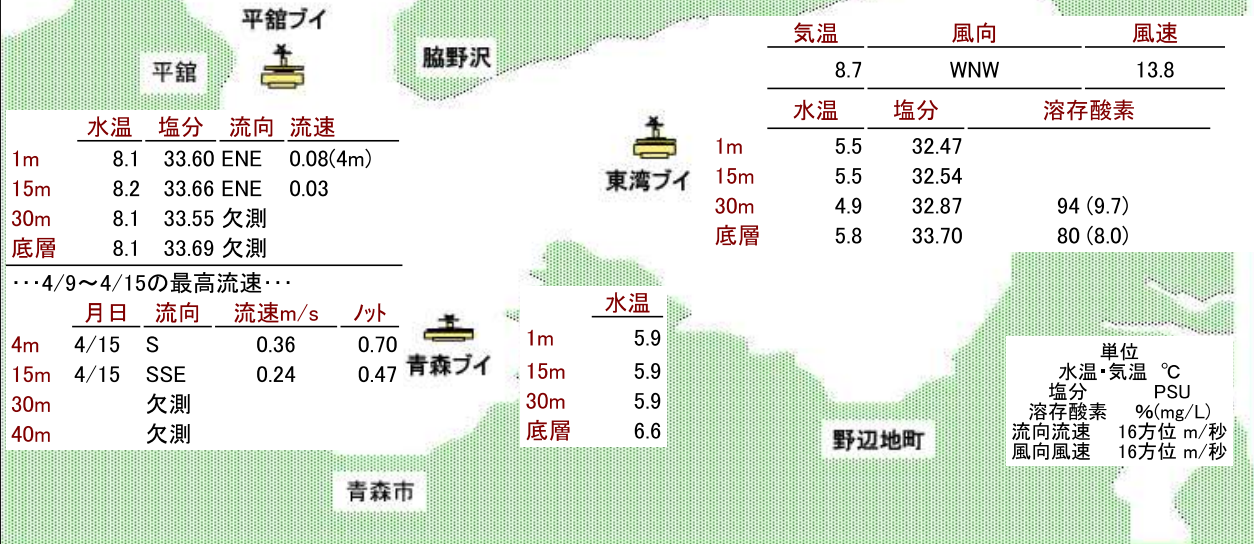 平舘ブイ
平舘
脇野沢
水温 塩分 流向 流速
1m 8.1 33.60 ENE 0.08(4m)
15m 8.2 33.66 ENE 0.03
30m 8.1 33.55 欠測
底層 8.1 33.69 欠測
…4/9～4/15の最高流速…
月日 流向 流速m/s ノット
4m 4/15 S 0.36 0.70
15m 4/15 SSE 0.24 0.47
30m 欠測
40m 欠測
気温 風向 風速
8.7 WNW 13.8
東湾ブイ
水温 塩分 溶存酸素
1m 5.5 32.47
15m 5.5 32.54
30m 4.9 32.87 94 (9.7)
底層 5.8 33.70 80 (8.0)
青森ブイ
水温
1m 5.9
15m 5.9
30m 5.9
底層 6.6
青森市
野辺地町
単位
水温・気温 ℃
塩分 PSU
溶存酸素 %(mg/L)
流向流速 16方位 m/秒
風向風速 16方位 m/秒